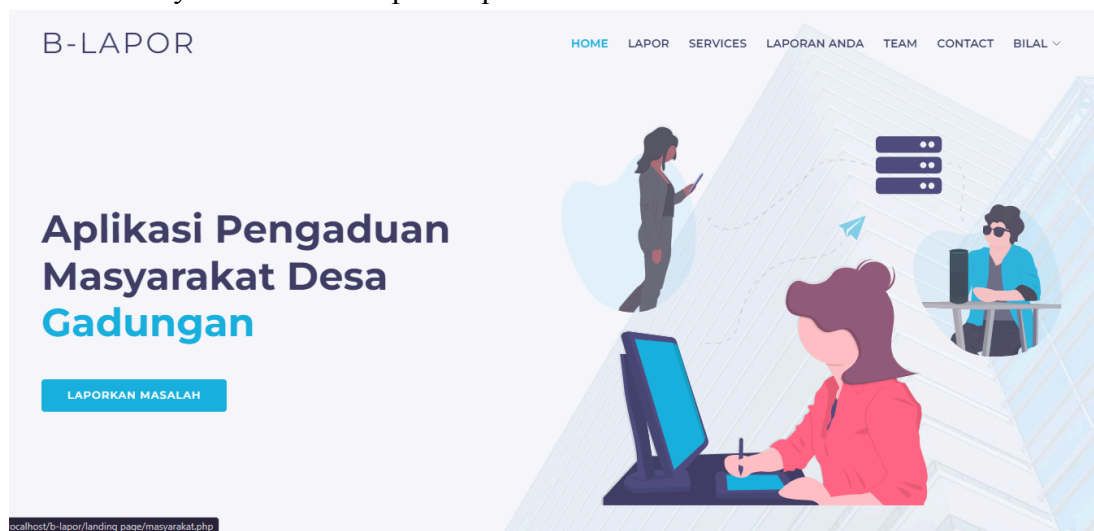 B-LAPOR
HOME LAPOR SERVICES LAPORAN ANDA TEAM CONTACT BILAL
Aplikasi Pengaduan
Masyarakat Desa
Gadungan
LAPORKAN MASALAH
ocalhost/b-lapor/landing page/masyarakat.php